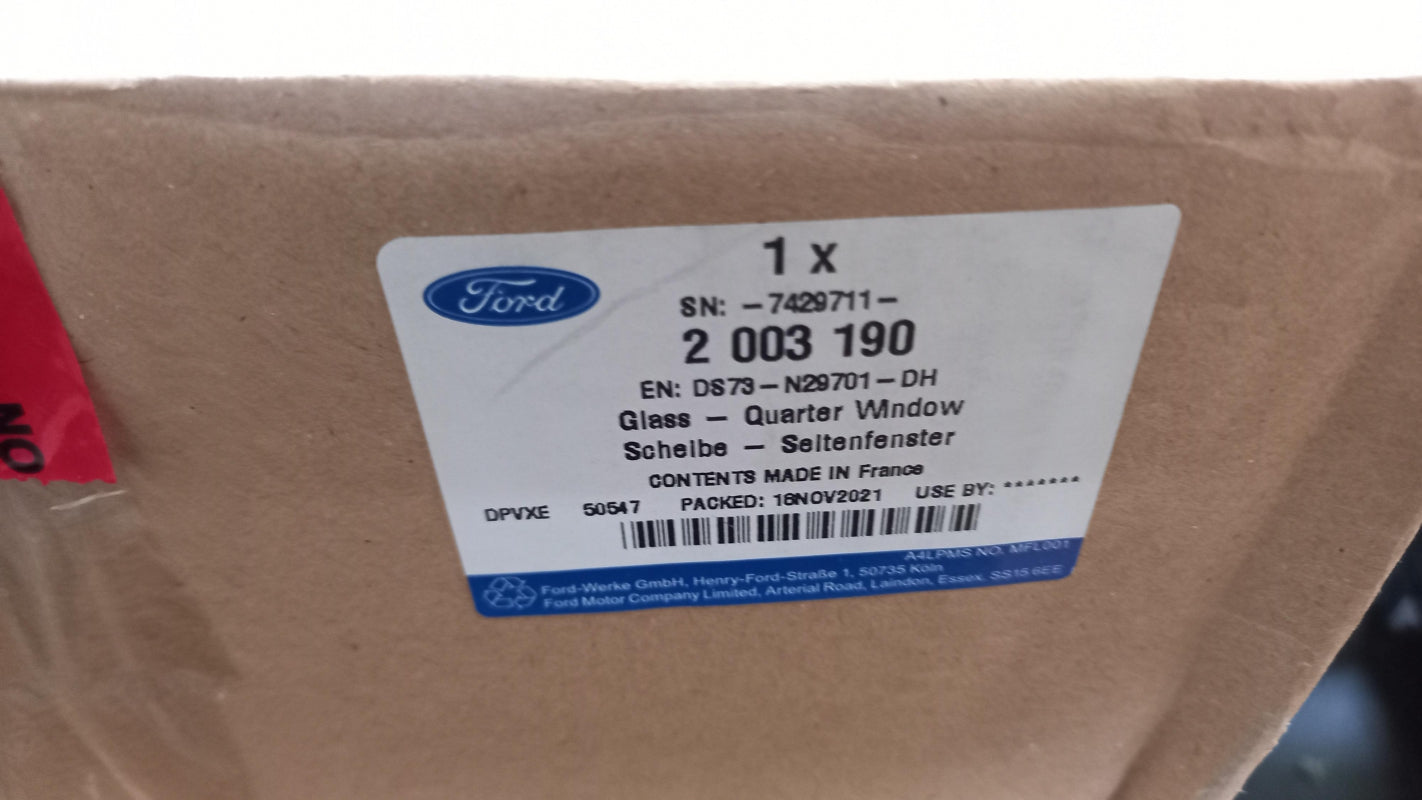 Ford
1 x
SN: -7429711-
2 003 190
EN: DS73-N29701-DH
Glass - Quarter Window
Scheibe - Seitenfenster
CONTENTS MADE IN France
DPVXE 50547 PACKED: 16NOV2021 USE BY: *******
A4LPMS NO. MFL001
Ford-Werke GmbH, Henry-Ford-Straße 1, 50735 Köln
Ford Motor Company Limited, Arterial Road, Laindon, Essex, SS15 6EE
NO